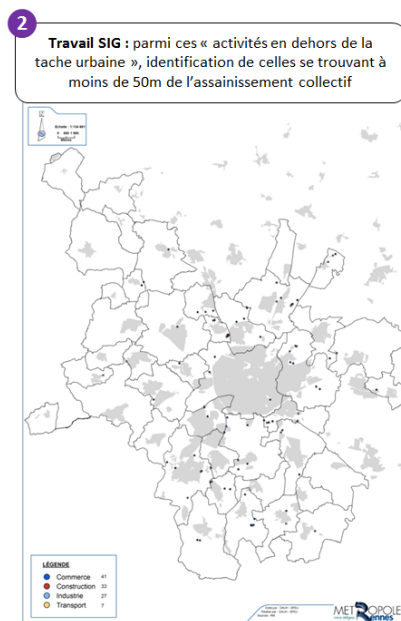 2
Travail SIG : parmi ces « activités en dehors de la
tache urbaine », identification de celles se trouvant à
moins de 50m de l'assainissement collectif
N
LÉGENDE
Commerce 41
Construction 33
Industrie 27
Transport 7
METROPOLE
Rennes